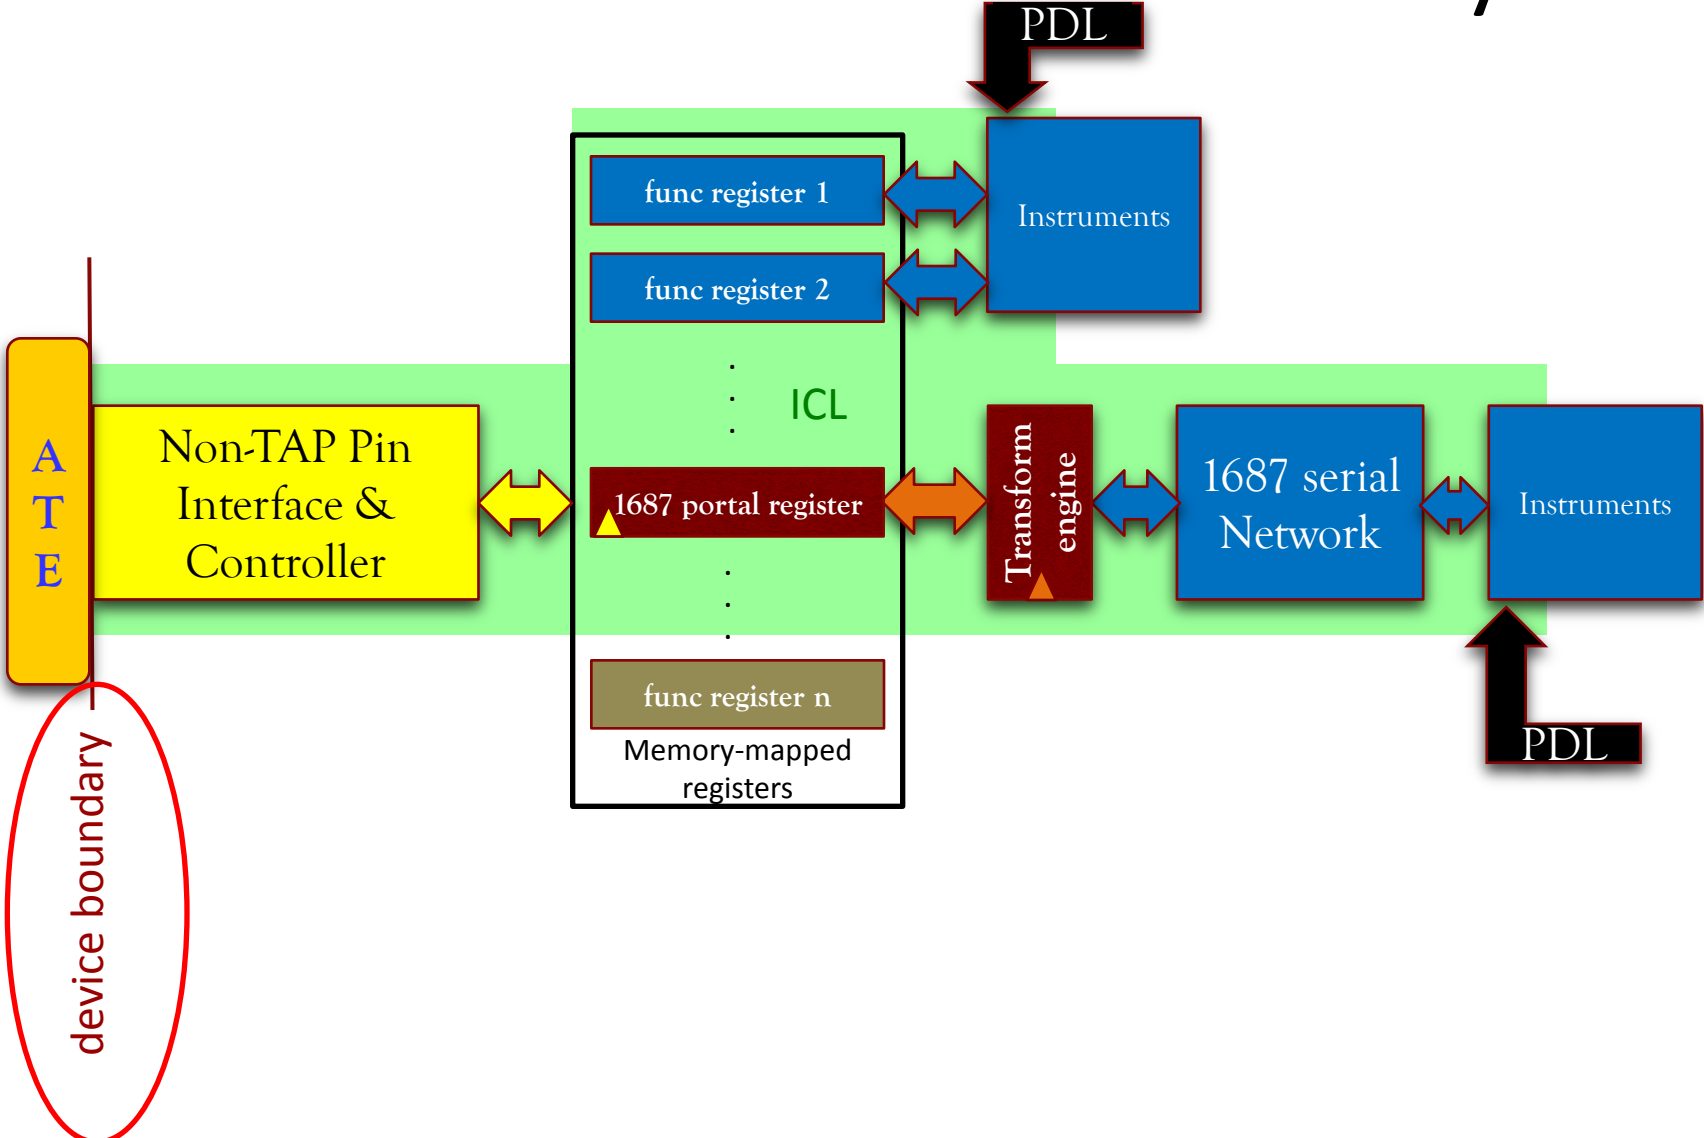 PDL
func register 1
Instruments
func register 2
ICL
A
T
E
Non-TAP Pin
Interface &
Controller
1687 portal register
Transform
engine
1687 serial
Network
Instruments
func register n
Memory-mapped
registers
PDL
device boundary